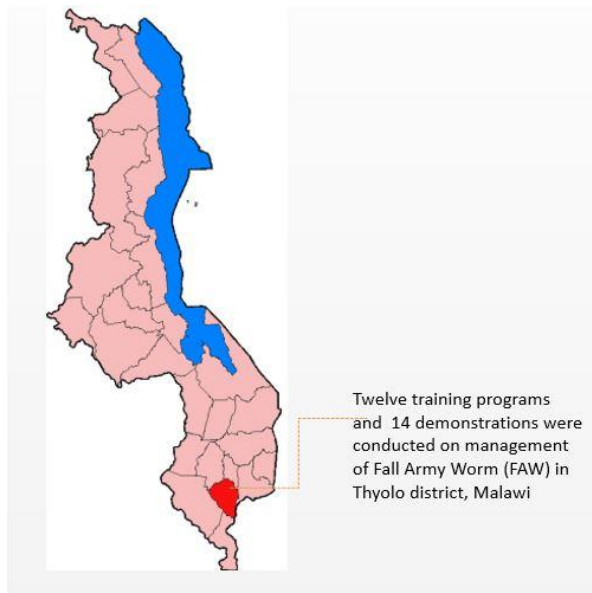 Twelve training programs
and 14 demonstrations were
conducted on management
of Fall Army Worm (FAW) in
Thyolo district, Malawi